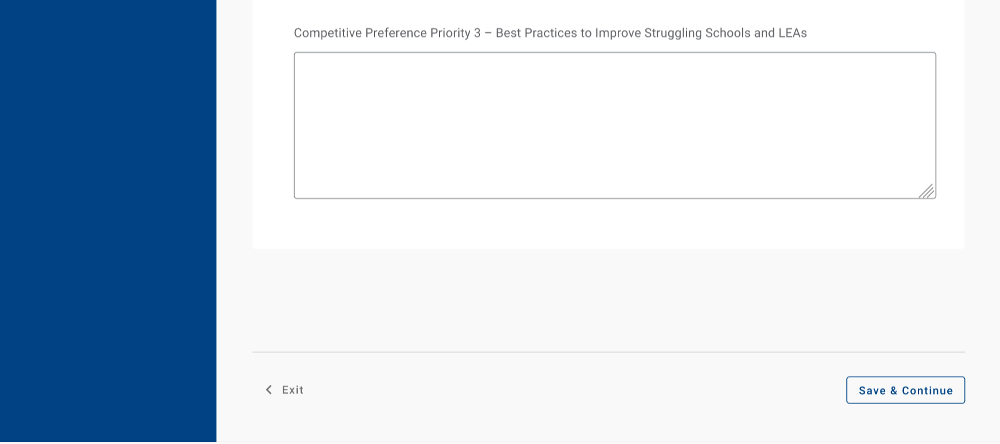 Competitive Preference Priority 3 – Best Practices to Improve Struggling Schools and LEAs
Exit
Save & Continue